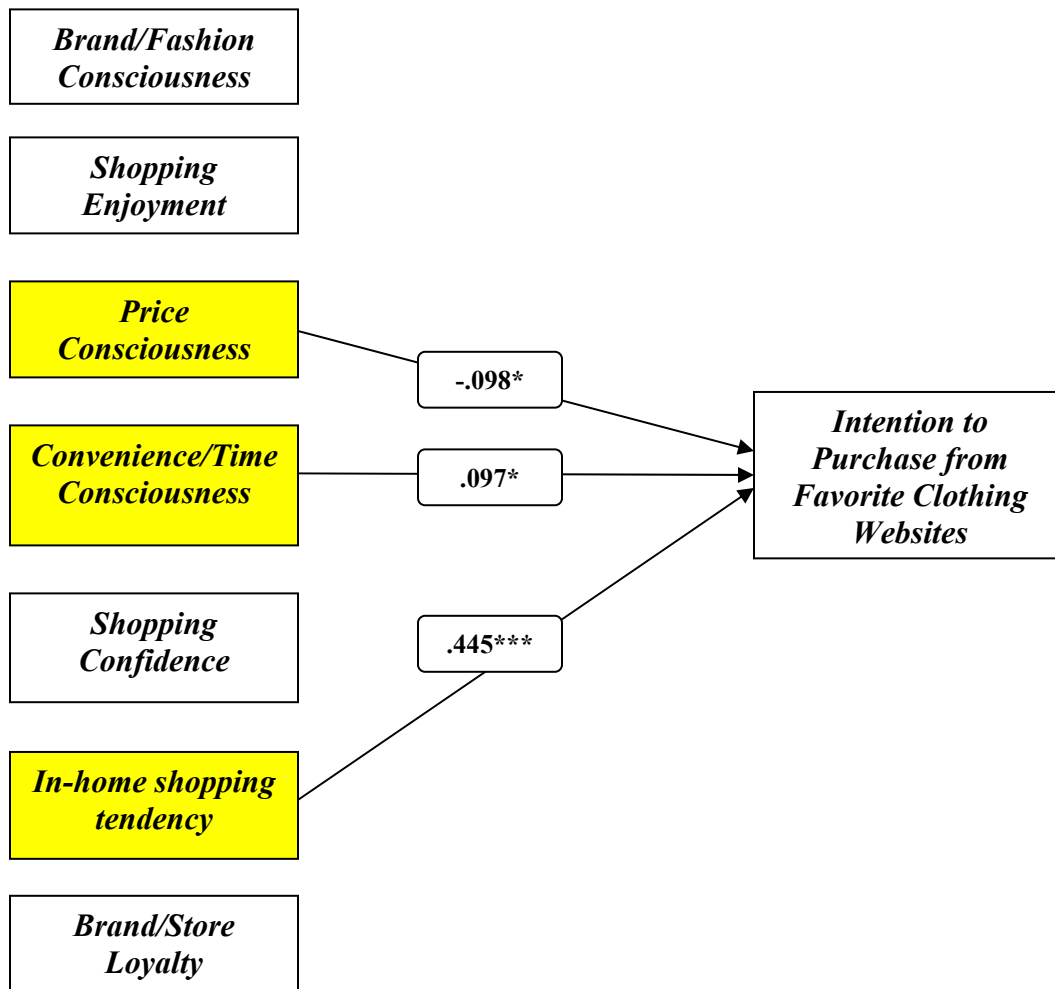 Brand/Fashion
Consciousness
Shopping
Enjoyment
Price
Consciousness
-.098*
Convenience/Time
Consciousness
.097*
Intention to
Purchase from
Favorite Clothing
Websites
Shopping
Confidence
.445***
In-home shopping
tendency
Brand/Store
Loyalty